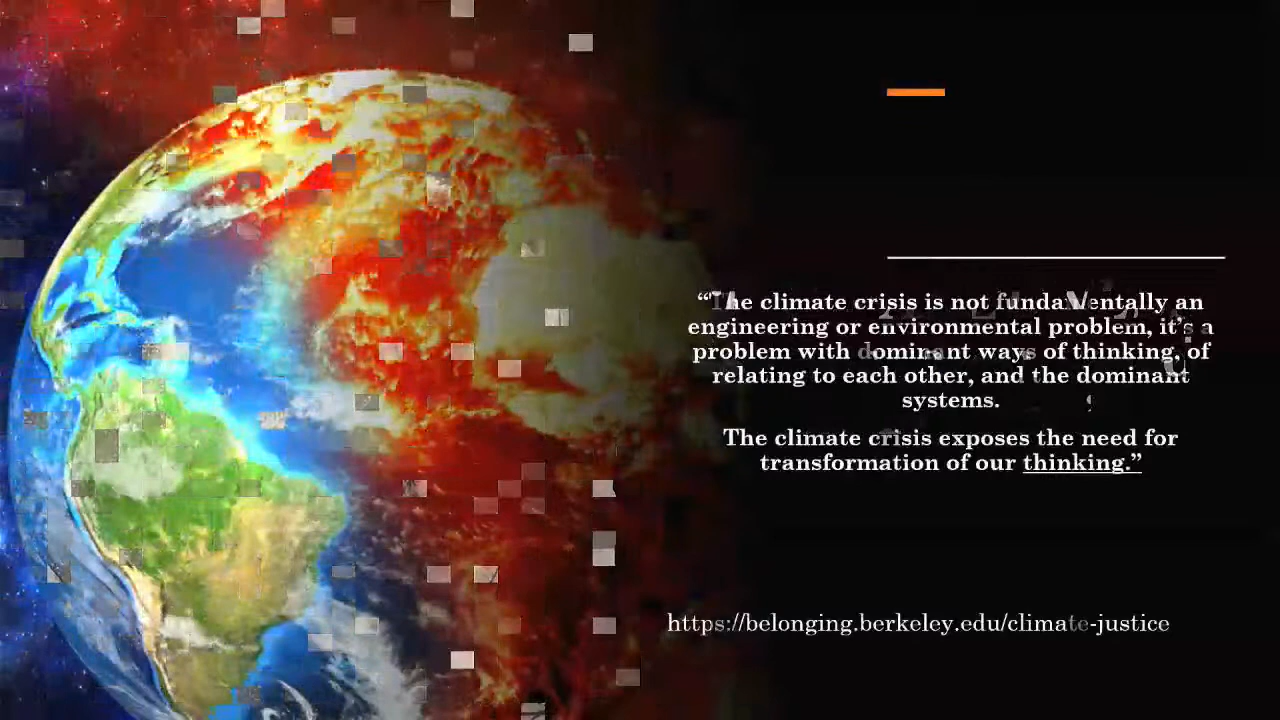 “The climate crisis is not fundamentally an
engineering or environmental problem, it’s a
problem with dominant ways of thinking, of
relating to each other, and the dominant
systems.
The climate crisis exposes the need for
transformation of our thinking.”
https://belonging.berkeley.edu/climate-justice